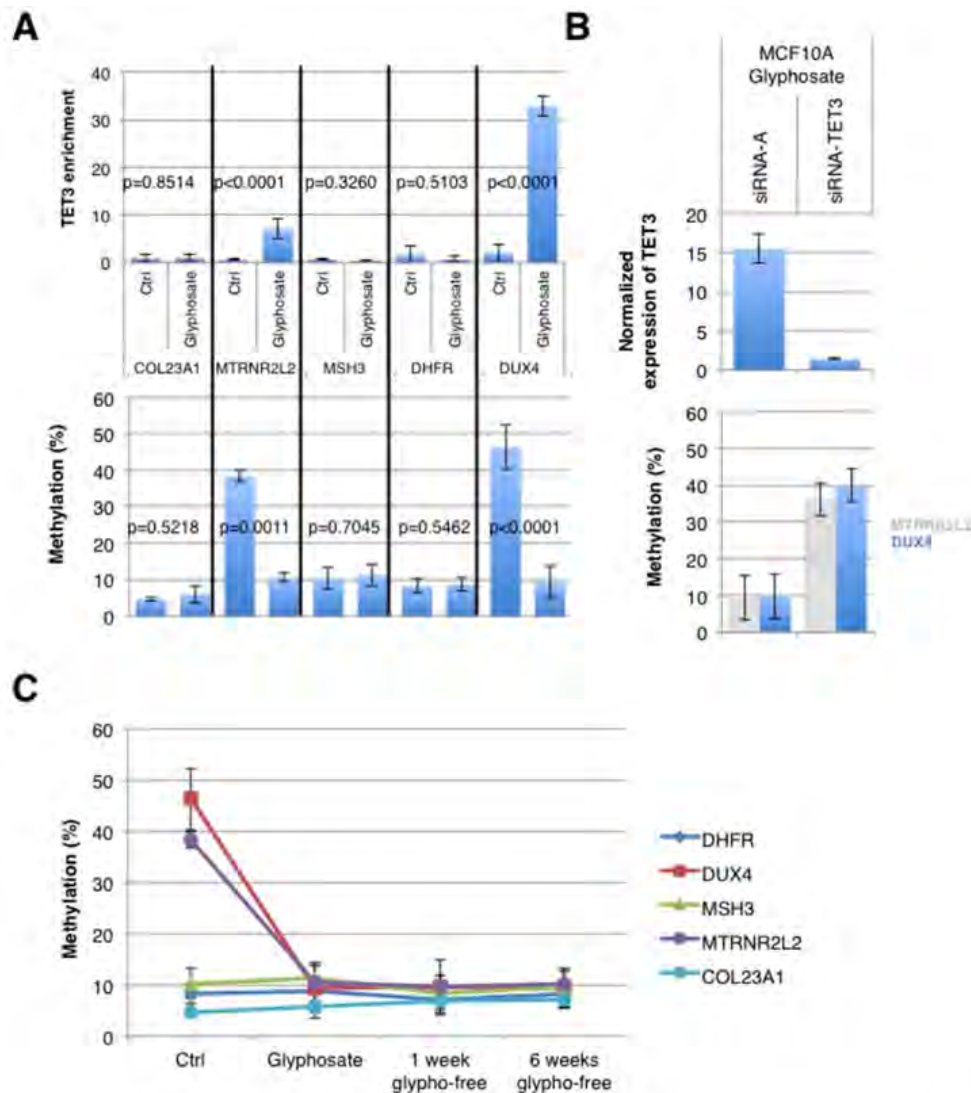 A
TET3 enrichment
40
30
20
10
0
p=0.8514
p<0.0001
p=0.3260
p=0.5103
p<0.0001
Ctrl
Glyphosate
Ctrl
Glyphosate
Ctrl
Glyphosate
Ctrl
Glyphosate
Ctrl
Glyphosate
COL23A1
MTRNR2L2
MSH3
DHFR
DUX4
Methylation (%)
60
50
40
30
20
10
0
p=0.5218
p=0.0011
p=0.7045
p=0.5462
p<0.0001
B
MCF10A
Glyphosate
siRNA-A
siRNA-TET3
Normalized
expression of TET3
20
15
10
5
0
Methylation (%)
60
50
40
30
20
10
0
MTRNR2L2
DUX4
C
Methylation (%)
60
50
40
30
20
10
0
Ctrl
Glyphosate
1 week
glypho-free
6 weeks
glypho-free
DHFR
DUX4
MSH3
MTRNR2L2
COL23A1